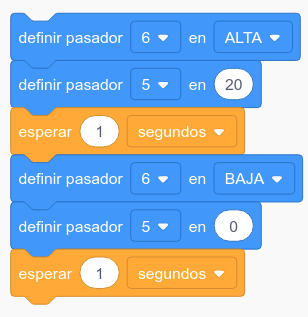 definir pasador 6 en ALTA
definir pasador 5 en 20
esperar 1 segundos
definir pasador 6 en BAJA
definir pasador 5 en 0
esperar 1 segundos